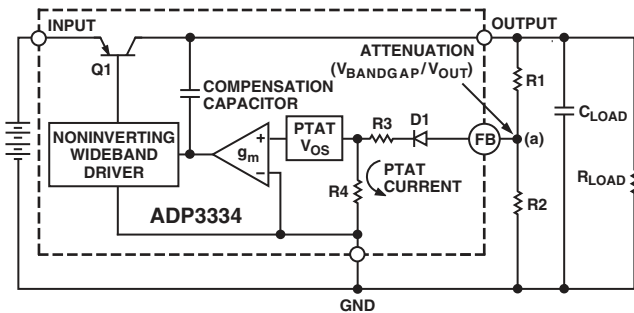 INPUT
OUTPUT
Q1
ATTENUATION
(VBANDGAP/VOUT)
COMPENSATION
CAPACITOR
R1
CLOAD
RLOAD
NONINVERTING
WIDEBAND
DRIVER
gm
+
−
PTAT
VOS
R3
D1
FB
(a)
R4
PTAT
CURRENT
R2
ADP3334
GND